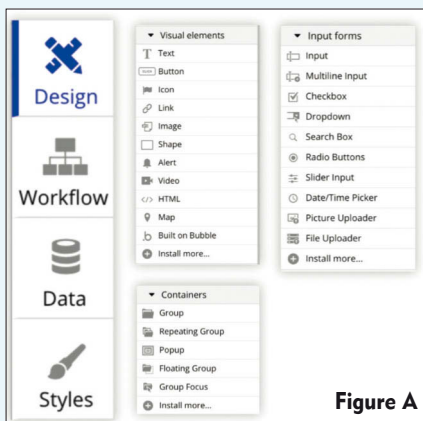 Design
Workflow
Data
Styles
Visual elements
Text
Button
Icon
Link
Image
Shape
Alert
Video
</> HTML
Map
Built on Bubble
Install more...
Containers
Group
Repeating Group
Popup
Floating Group
Group Focus
Install more...
Input forms
Input
Multiline Input
Checkbox
Dropdown
Search Box
Radio Buttons
Slider Input
Date/Time Picker
Picture Uploader
File Uploader
Install more...
Figure A